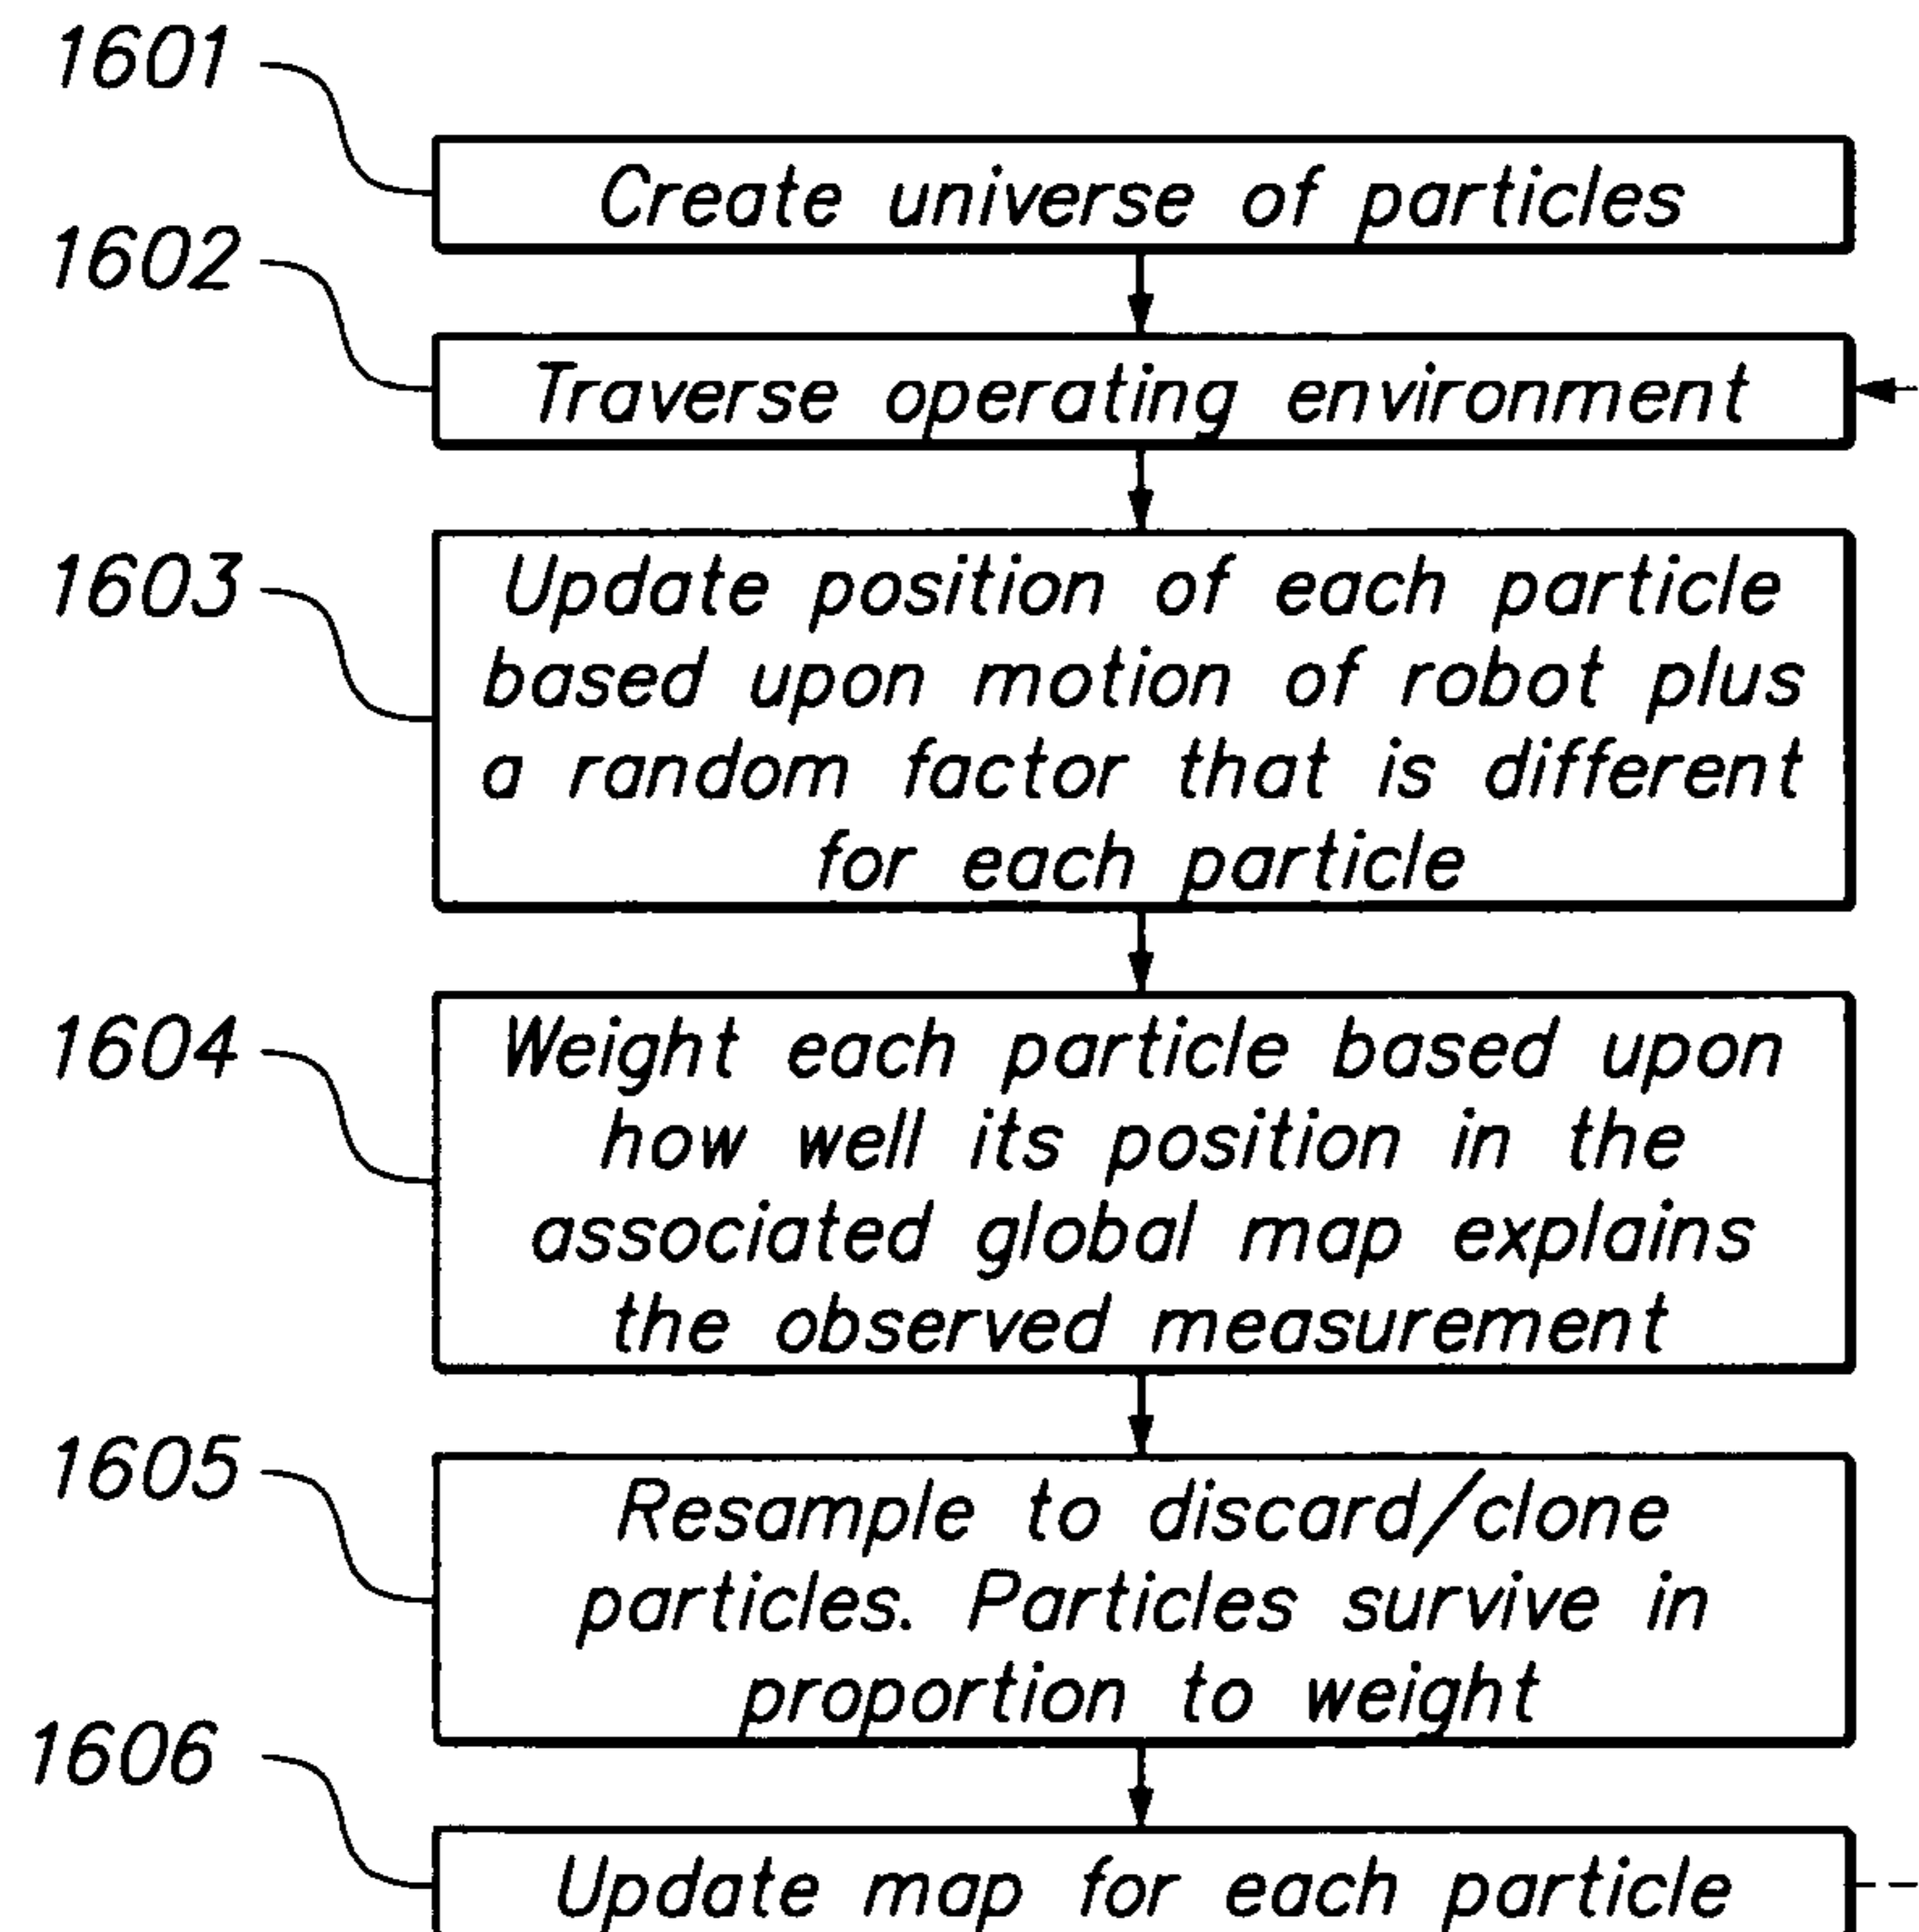 1601
Create universe of particles
1602
Traverse operating environment
1603
Update position of each particle
based upon motion of robot plus
a random factor that is different
for each particle
1604
Weight each particle based upon
how well its position in the
associated global map explains
the observed measurement
1605
Resample to discard/clone
particles. Particles survive in
proportion to weight
1606
Update map for each particle